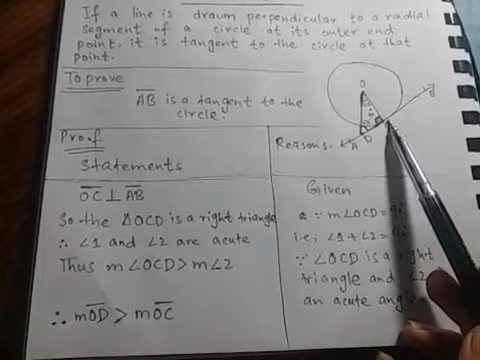 If a line is drawn perpendicular to a radial
segment of a circle at its outer end
point, it is tangent to the circle at that
point.
To prove
AB is a tangent to the
circle.
Proof
Statements
Reasons.
OC ⊥ AB
Given
So the ΔOCD is a right triangle
∵ m∠OCD=
∴ ∠1 and ∠2 are acute
i.e, ∠1+∠2 =
Thus m∠OCD > m∠2
∵ ∠OCD is a right
triangle and ∠2
an acute angle
∴ mOD > mOC
O
A
D
B